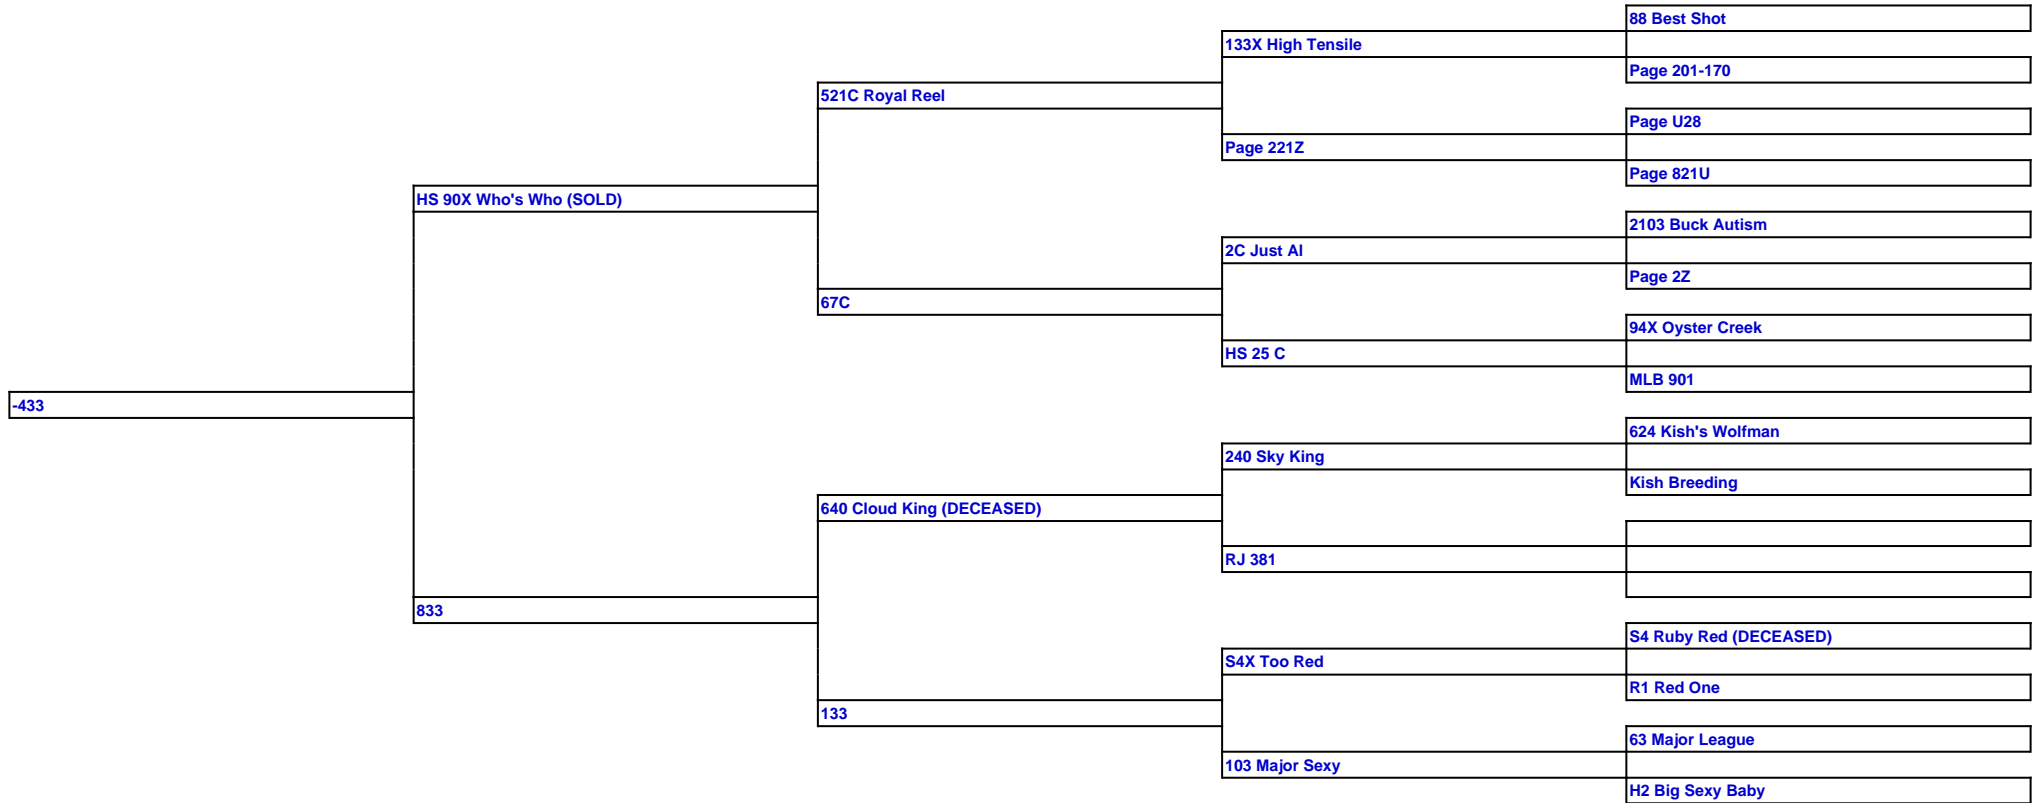 88 Best Shot
133X High Tensile
Page 201-170
521C Royal Reel
Page U28
Page 221Z
Page 821U
HS 90X Who's Who (SOLD)
2103 Buck Autism
2C Just AI
Page 2Z
67C
94X Oyster Creek
HS 25 C
MLB 901
-433
624 Kish's Wolfman
240 Sky King
Kish Breeding
640 Cloud King (DECEASED)
RJ 381
833
S4 Ruby Red (DECEASED)
S4X Too Red
R1 Red One
133
63 Major League
103 Major Sexy
H2 Big Sexy Baby